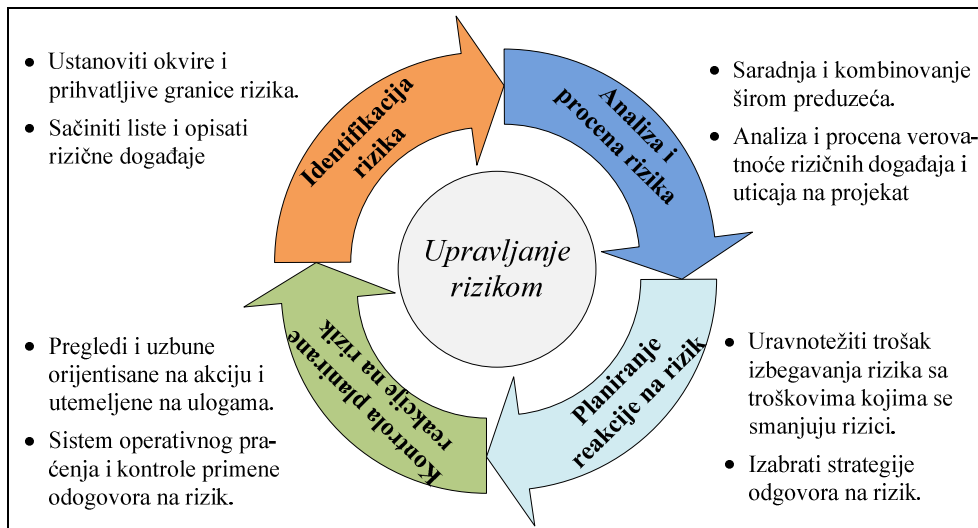 • Ustanoviti okvire i
prihvatljive granice rizika.
• Sačiniti liste i opisati
rizične događaje
Identifikacija
rizika
Analiza i
procena rizika
• Saradnja i kombinovanje
širom preduzeća.
• Analiza i procena verova-
tnoće rizičnih događaja i
uticaja na projekat
Upravljanje
rizikom
• Pregledi i uzbune
orijentisane na akciju i
utemeljene na ulogama.
• Sistem operativnog pra-
ćenja i kontrole primene
odogovora na rizik.
Kontrola planirane
reakcije na rizik
Planiranje
reakcije na rizik
• Uravnotežiti trošak
izbegavanja rizika sa
troškovima kojima se
smanjuju rizici.
• Izabrati strategije
odgovora na rizik.